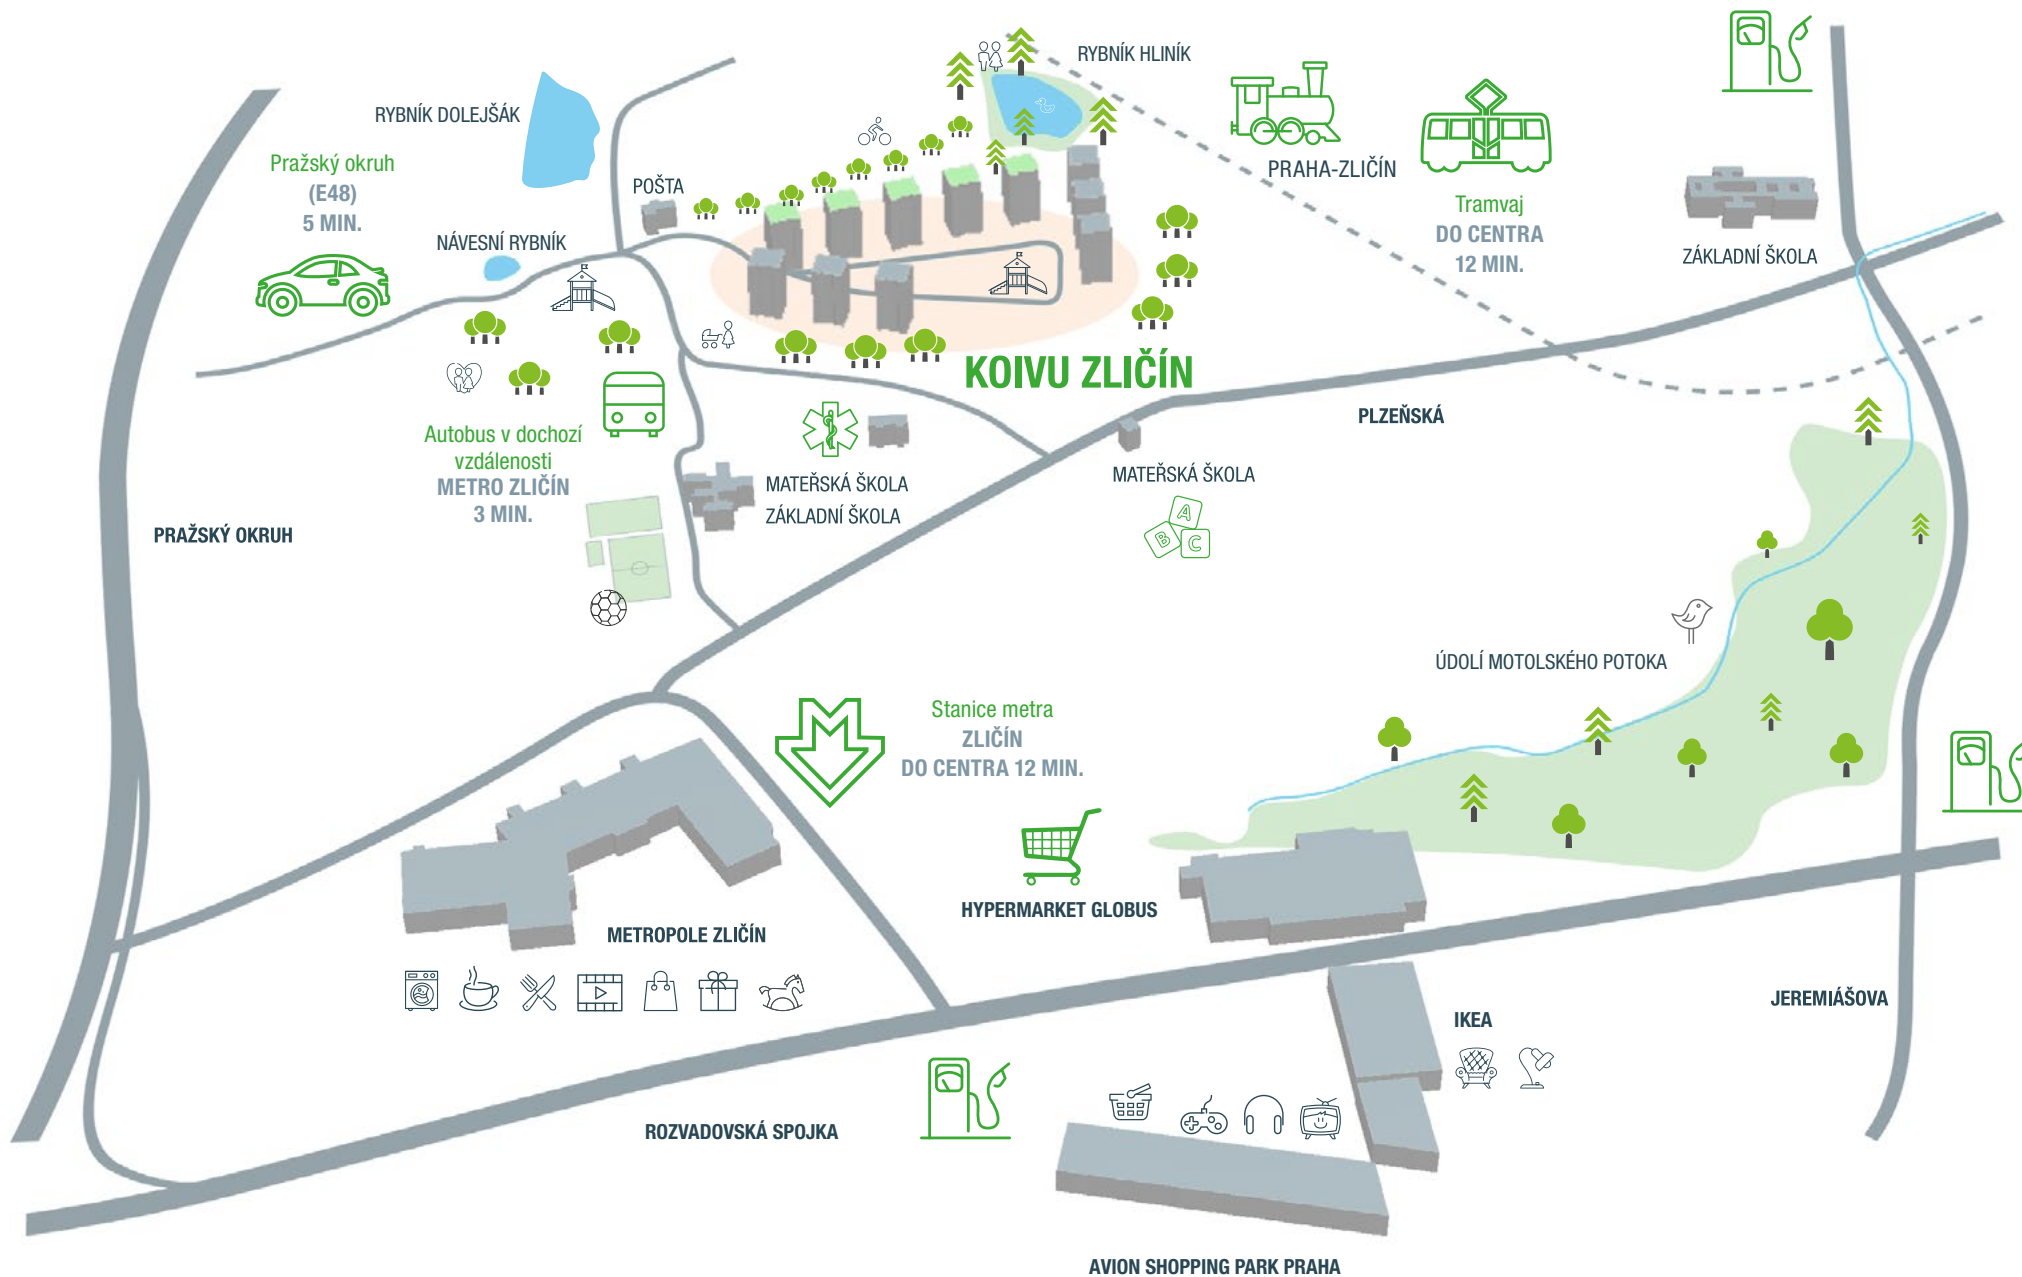 RYBNÍK HLINÍK
RYBNÍK DOLEJŠÁK
Pražský okruh
(E48)
5 MIN.
POŠTA
PRAHA-ZLIČÍN
Tramvaj
DO CENTRA
12 MIN.
ZÁKLADNÍ ŠKOLA
NÁVESNÍ RYBNÍK
KOIVU ZLIČÍN
PLZEŇSKÁ
Autobus v dochozí
vzdálenosti
METRO ZLIČÍN
3 MIN.
MATEŘSKÁ ŠKOLA
ZÁKLADNÍ ŠKOLA
MATEŘSKÁ ŠKOLA
A
B
C
PRAŽSKÝ OKRUH
ÚDOLÍ MOTOLSKÉHO POTOKA
Stanice metra
ZLIČÍN
DO CENTRA 12 MIN.
HYPERMARKET GLOBUS
METROPOLE ZLIČÍN
JEREMIÁŠOVA
IKEA
ROZVADOVSKÁ SPOJKA
AVION SHOPPING PARK PRAHA